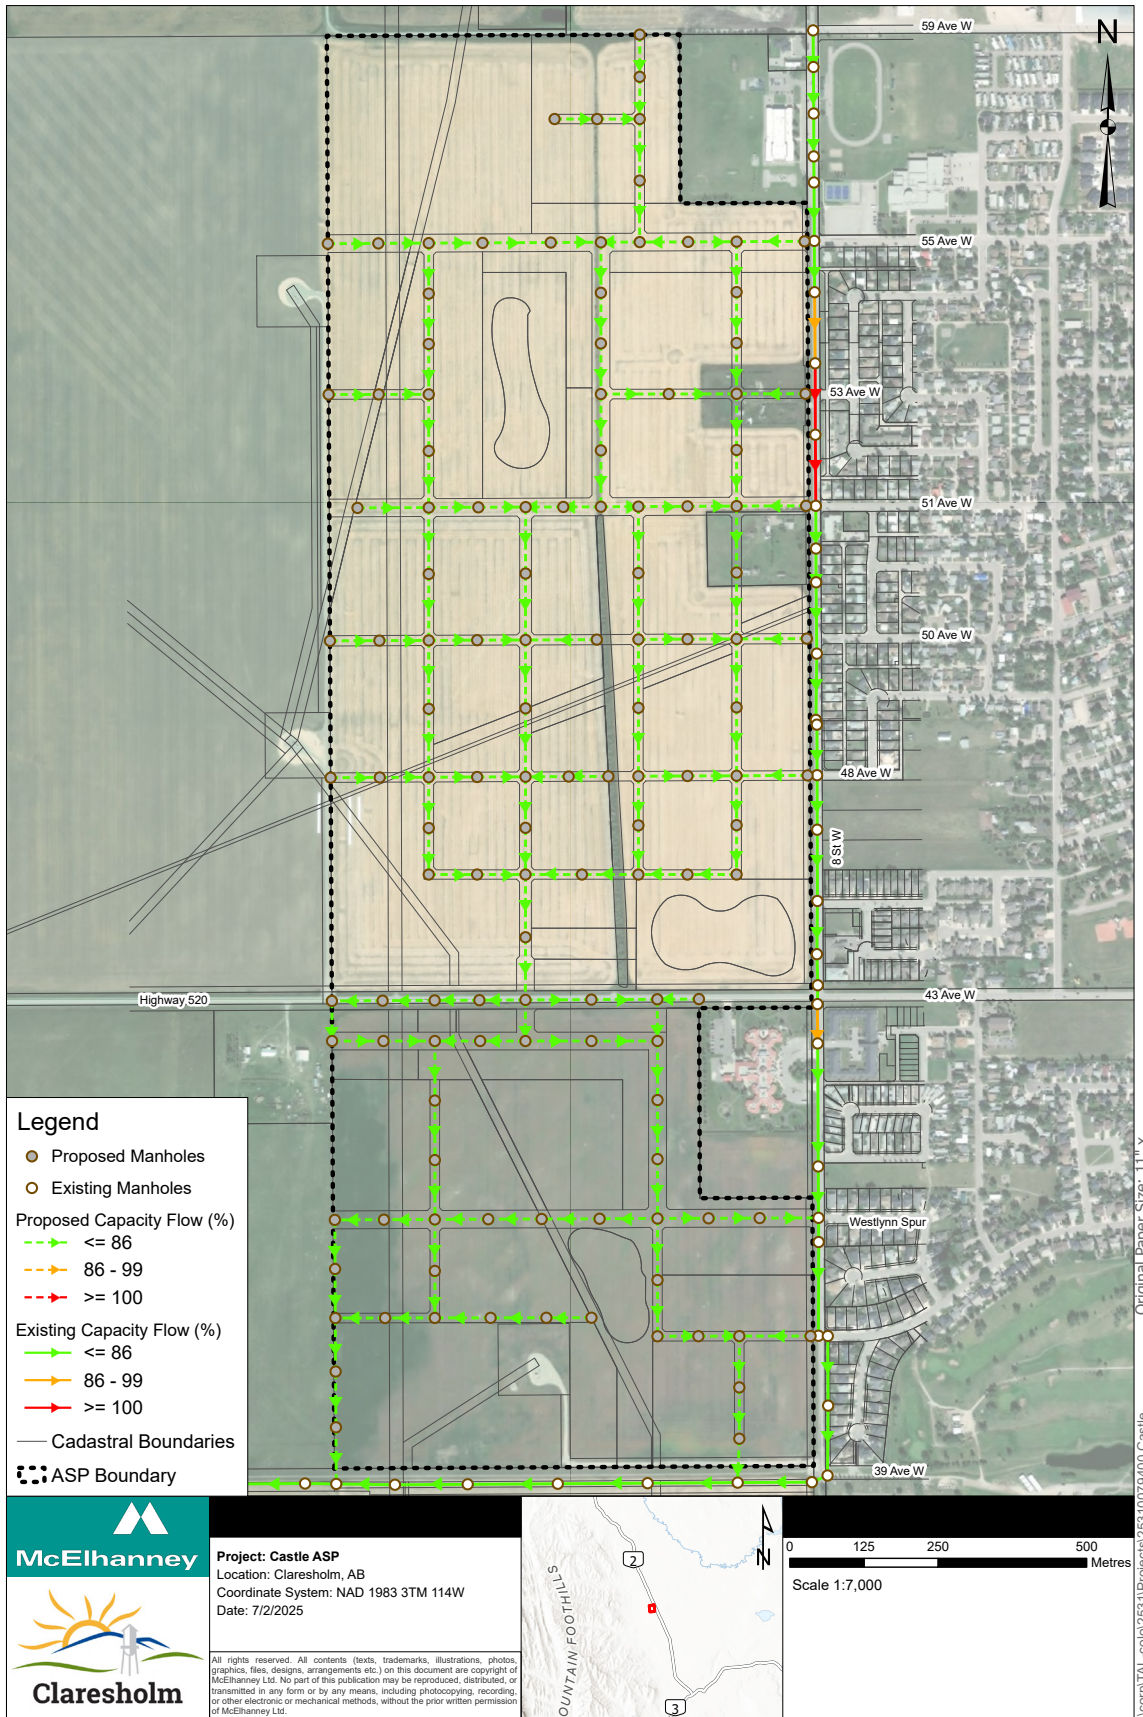 59 Ave W
N
55 Ave W
53 Ave W
51 Ave W
50 Ave W
48 Ave W
8 St W
Highway 520
43 Ave W
Westlynn Spur
39 Ave W
Legend
Proposed Manholes
Existing Manholes
Proposed Capacity Flow (%)
<= 86
86 - 99
>= 100
Existing Capacity Flow (%)
<= 86
86 - 99
>= 100
Cadastral Boundaries
ASP Boundary
Original Paper Size: 11" x
McElhanney
Claresholm
Project: Castle ASP
Location: Claresholm, AB
Coordinate System: NAD 1983 3TM 114W
Date: 7/2/2025
All rights reserved. All contents (texts, trademarks, illustrations, photos,
graphics, files, designs, arrangements etc.) on this document are copyright of
McElhanney Ltd. No part of this publication may be reproduced, distributed, or
transmitted in any form or by any means, including photocopying, recording,
or other electronic or mechanical methods, without the prior written permission
of McElhanney Ltd.
2
3
OUNTAIN FOOTHILLS
N
0 125 250 500
Metres
Scale 1:7,000